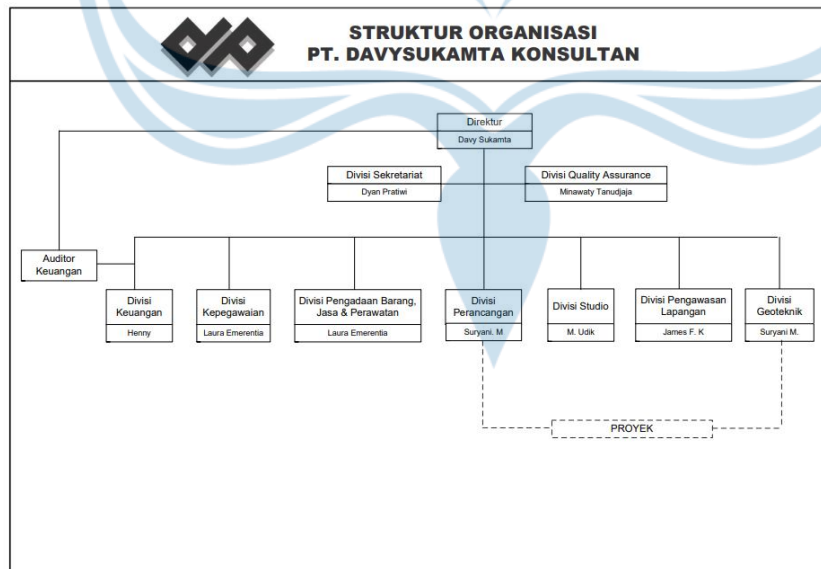 STRUKTUR ORGANISASI
PT. DAVYSUKAMTA KONSULTAN
Direktur
Davy Sukamta
Divisi Sekretariat
Dyan Pratiwi
Divisi Quality Assurance
Minawaty Tanudjaja
Auditor
Keuangan
Divisi
Keuangan
Henny
Divisi
Kepegawaian
Laura Emerentia
Divisi Pengadaan Barang,
Jasa & Perawatan
Laura Emerentia
Divisi
Perancangan
Suryani. M
Divisi Studio
M. Udik
Divisi Pengawasan
Lapangan
James F. K
Divisi
Geoteknik
Suryani M.
PROYEK